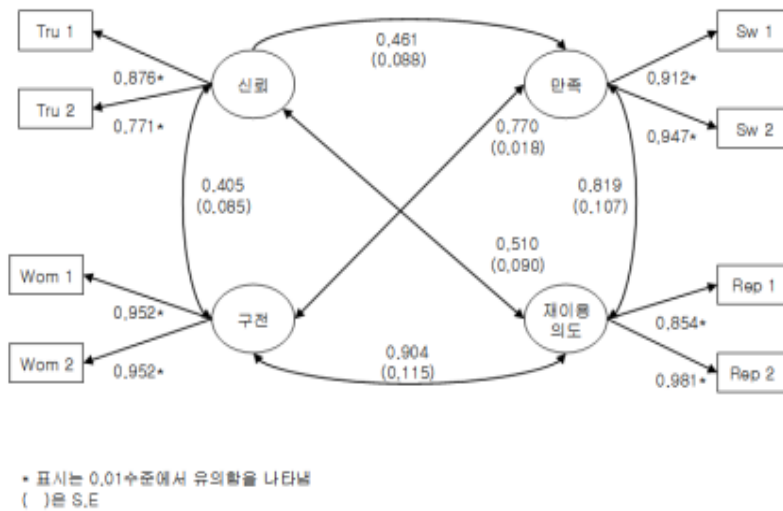 Tru 1
0.461
(0.088)
Sw 1
0.876*
신뢰
만족
0.912*
Tru 2
0.771*
0.770
(0.018)
Sw 2
0.947*
0.405
(0.085)
0.819
(0.107)
0.510
(0.090)
Wom 1
Rep 1
0.952*
구전
재이용
의도
0.854*
Wom 2
0.952*
0.904
(0.115)
0.981*
Rep 2
* 표시는 0.01수준에서 유의함을 나타냄
( )은 S.E